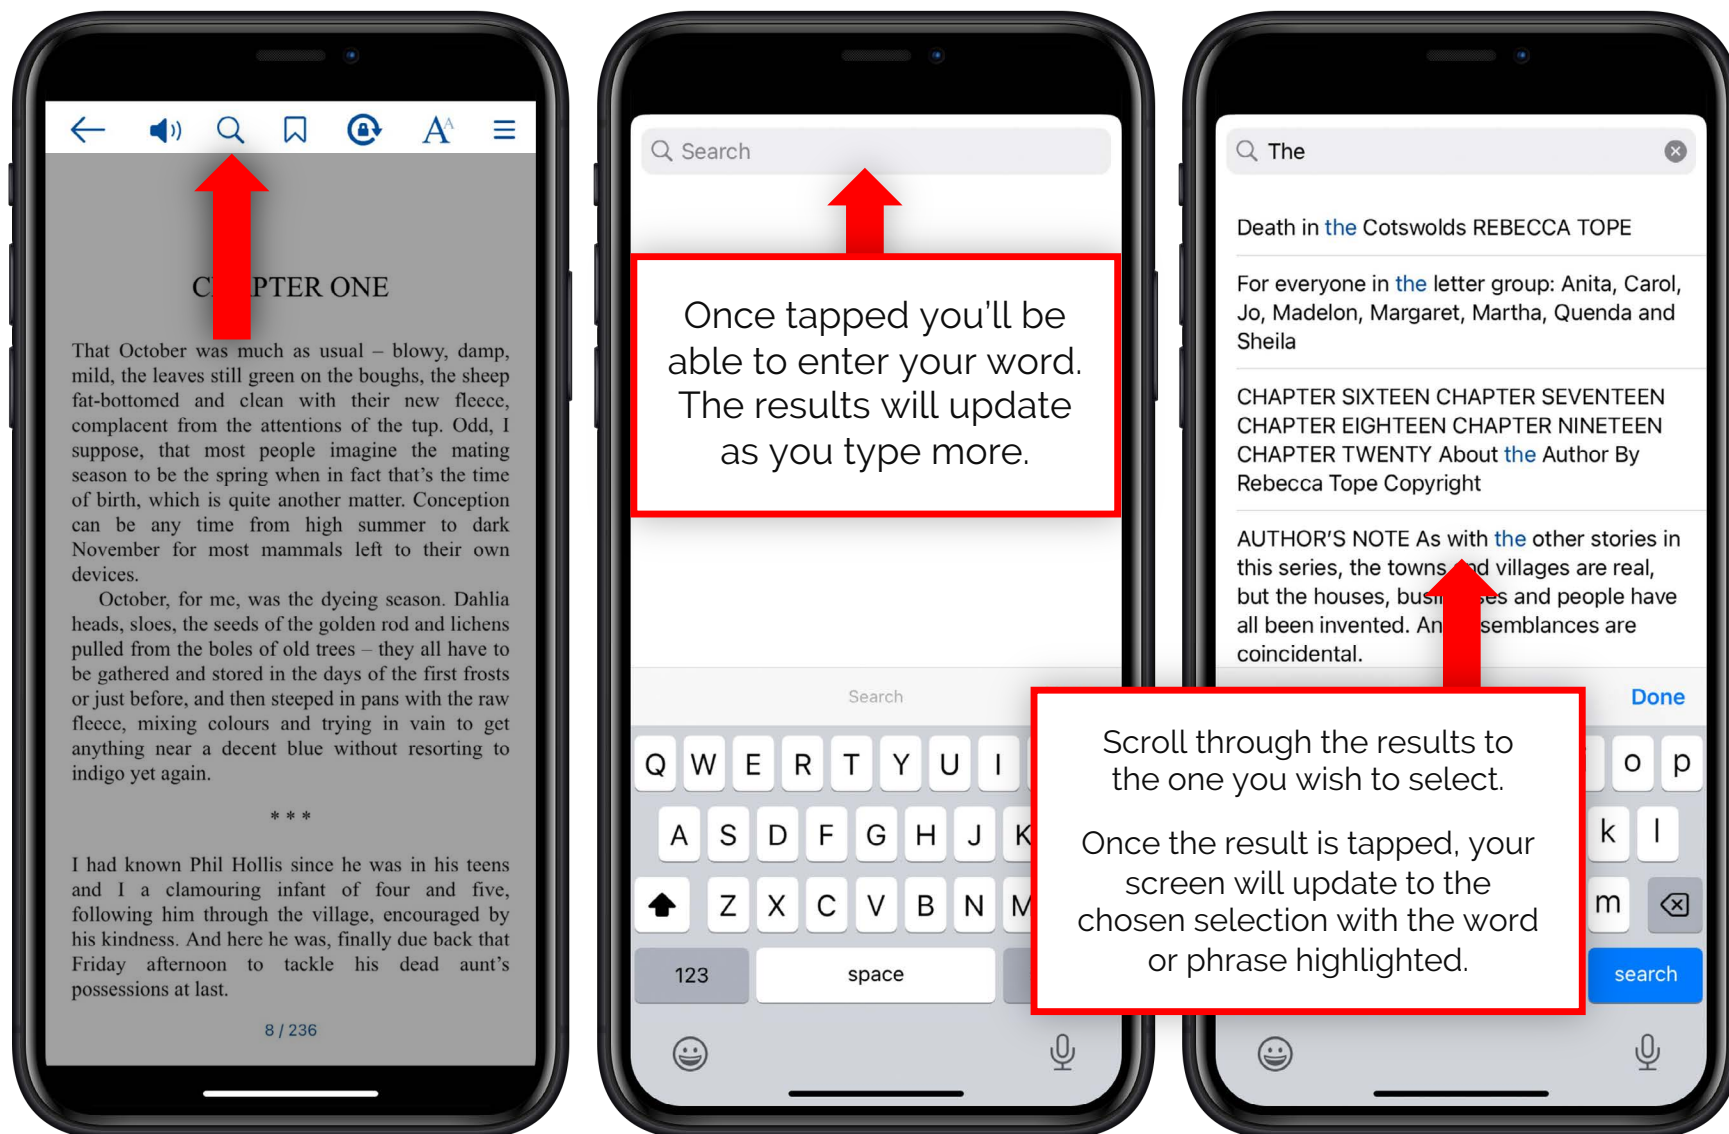 AA
CHAPTER ONE
That October was much as usual – blowy, damp,
mild, the leaves still green on the boughs, the sheep
fat-bottomed and clean with their new fleece,
complacent from the attentions of the tup. Odd, I
suppose, that most people imagine the mating
season to be the spring when in fact that's the time
of birth, which is quite another matter. Conception
can be any time from high summer to dark
November for most mammals left to their own
devices.
October, for me, was the dyeing season. Dahlia
heads, sloes, the seeds of the golden rod and lichens
pulled from the boles of old trees – they all have to
be gathered and stored in the days of the first frosts
or just before, and then steeped in pans with the raw
fleece, mixing colours and trying in vain to get
anything near a decent blue without resorting to
indigo yet again.
* * *
I had known Phil Hollis since he was in his teens
and I a clamouring infant of four and five,
following him through the village, encouraged by
his kindness. And here he was, finally due back that
Friday afternoon to tackle his dead aunt's
possessions at last.
8 / 236
Search
Once tapped you'll be
able to enter your word.
The results will update
as you type more.
Search
Q W E R T Y U I
A S D F G H J K
Z X C V B N M
123 space
The
Death in the Cotswolds REBECCA TOPE
For everyone in the letter group: Anita, Carol,
Jo, Madelon, Margaret, Martha, Quenda and
Sheila
CHAPTER SIXTEEN CHAPTER SEVENTEEN
CHAPTER EIGHTEEN CHAPTER NINETEEN
CHAPTER TWENTY About the Author By
Rebecca Tope Copyright
AUTHOR'S NOTE As with the other stories in
this series, the towns and villages are real,
but the houses, businesses and people have
all been invented. Any resemblances are
coincidental.
Done
Scroll through the results to
the one you wish to select.
Once the result is tapped, your
screen will update to the
chosen selection with the word
or phrase highlighted.
o p
k l
m
search